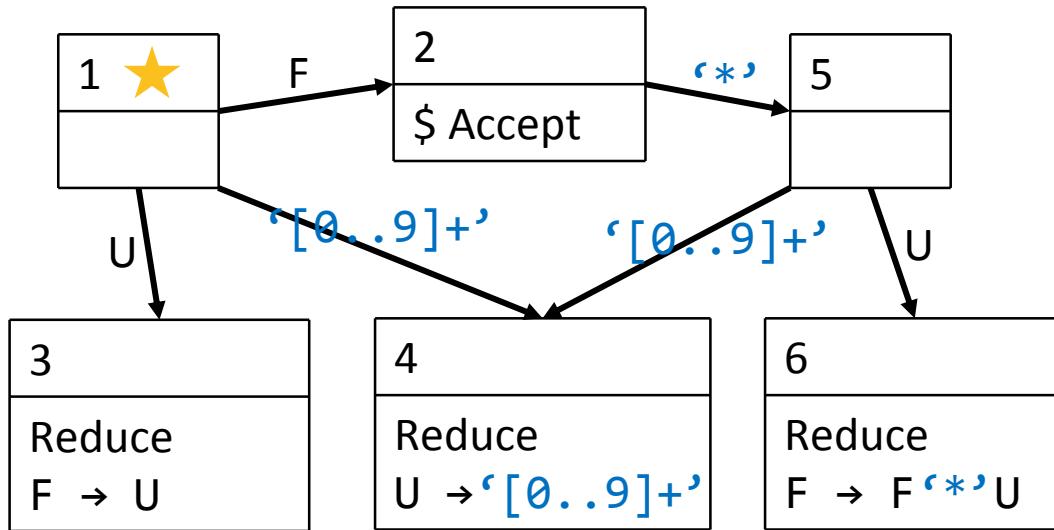 1
F
2
$ Accept
‘*’
5
U
‘[0..9]+’
‘[0..9]+’
U
3
Reduce
F → U
4
Reduce
U →‘[0..9]+’
6
Reduce
F → F‘*’U